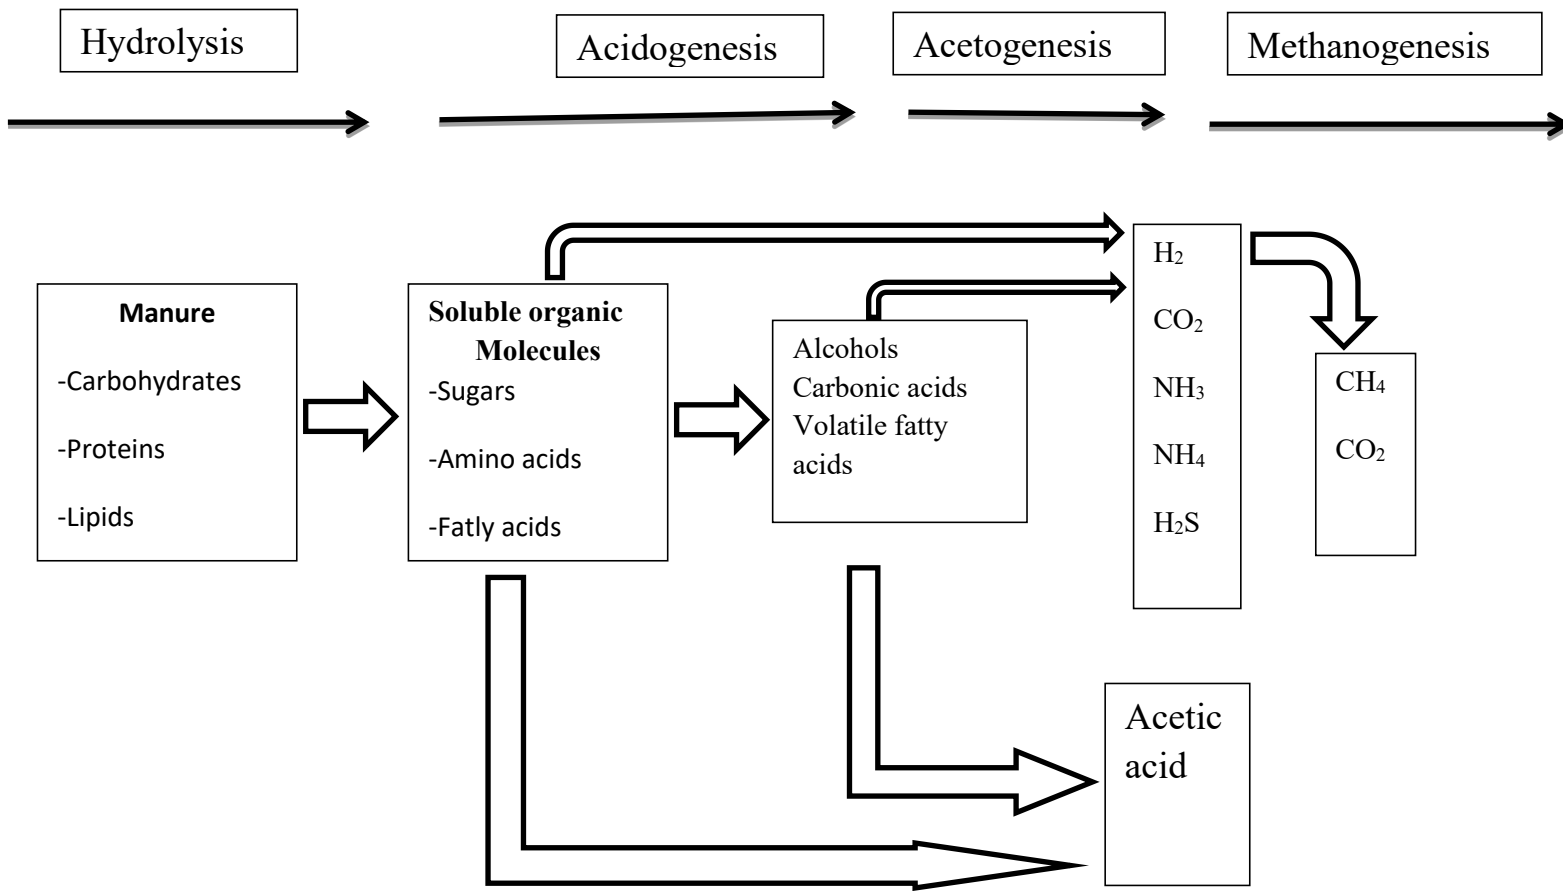 Hydrolysis
Acidogenesis
Acetogenesis
Methanogenesis
Manure
-Carbohydrates
-Proteins
-Lipids
Soluble organic
Molecules
-Sugars
-Amino acids
-Fatly acids
Alcohols
Carbonic acids
Volatile fatty
acids
H₂
CO₂
NH₃
NH₄
H₂S
CH₄
CO₂
Acetic
acid